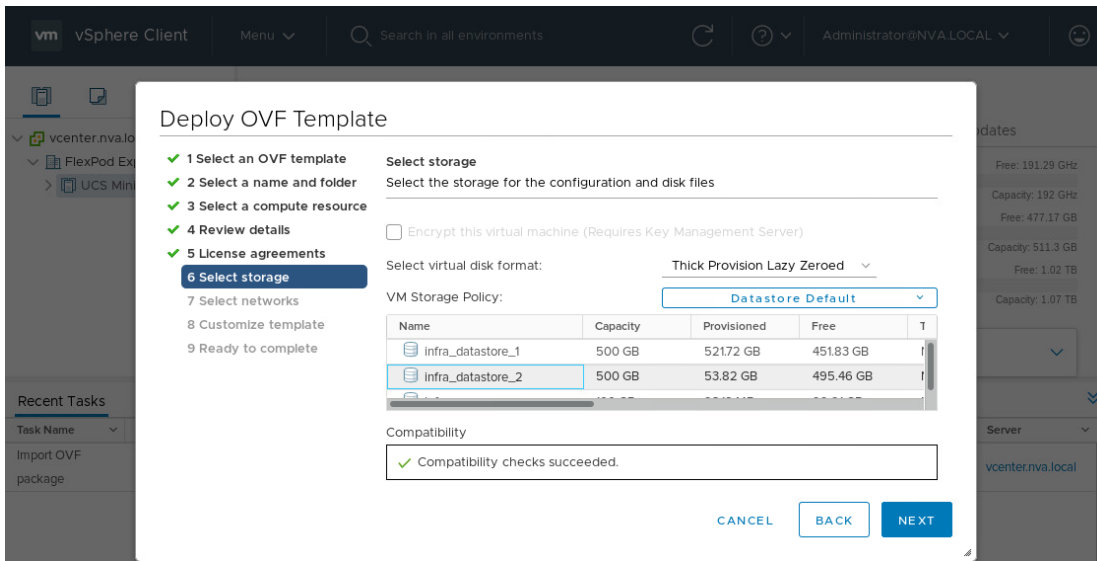 vm vSphere Client Menu Search in all environments Administrator@NVA.LOCAL
Deploy OVF Template
1 Select an OVF template
2 Select a name and folder
3 Select a compute resource
4 Review details
5 License agreements
6 Select storage
7 Select networks
8 Customize template
9 Ready to complete
Select storage
Select the storage for the configuration and disk files
Encrypt this virtual machine (Requires Key Management Server)
Select virtual disk format: Thick Provision Lazy Zeroed
VM Storage Policy: Datastore Default
Name Capacity Provisioned Free T
infra_datastore_1 500 GB 521.72 GB 451.83 GB
infra_datastore_2 500 GB 53.82 GB 495.46 GB
Compatibility
Compatibility checks succeeded.
CANCEL BACK NEXT
vcenter.nva.lo
FlexPod Exp
UCS Mini
dates
Free: 191.29 GHz
Capacity: 192 GHz
Free: 477.17 GB
Capacity: 511.3 GB
Free: 1.02 TB
Capacity: 1.07 TB
Recent Tasks
Task Name Server
Import OVF
package
vcenter.nva.local